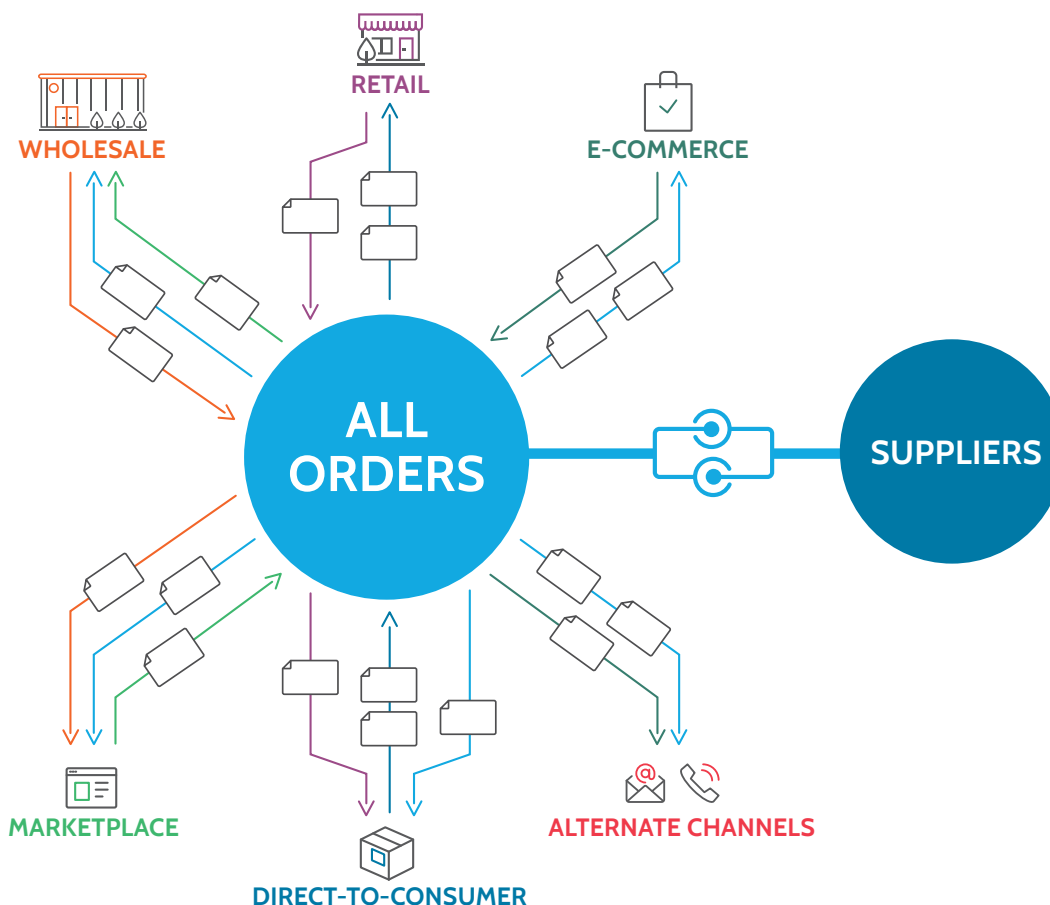 RETAIL
WHOLESALE
E-COMMERCE
ALL
ORDERS
SUPPLIERS
MARKETPLACE
ALTERNATE CHANNELS
DIRECT-TO-CONSUMER